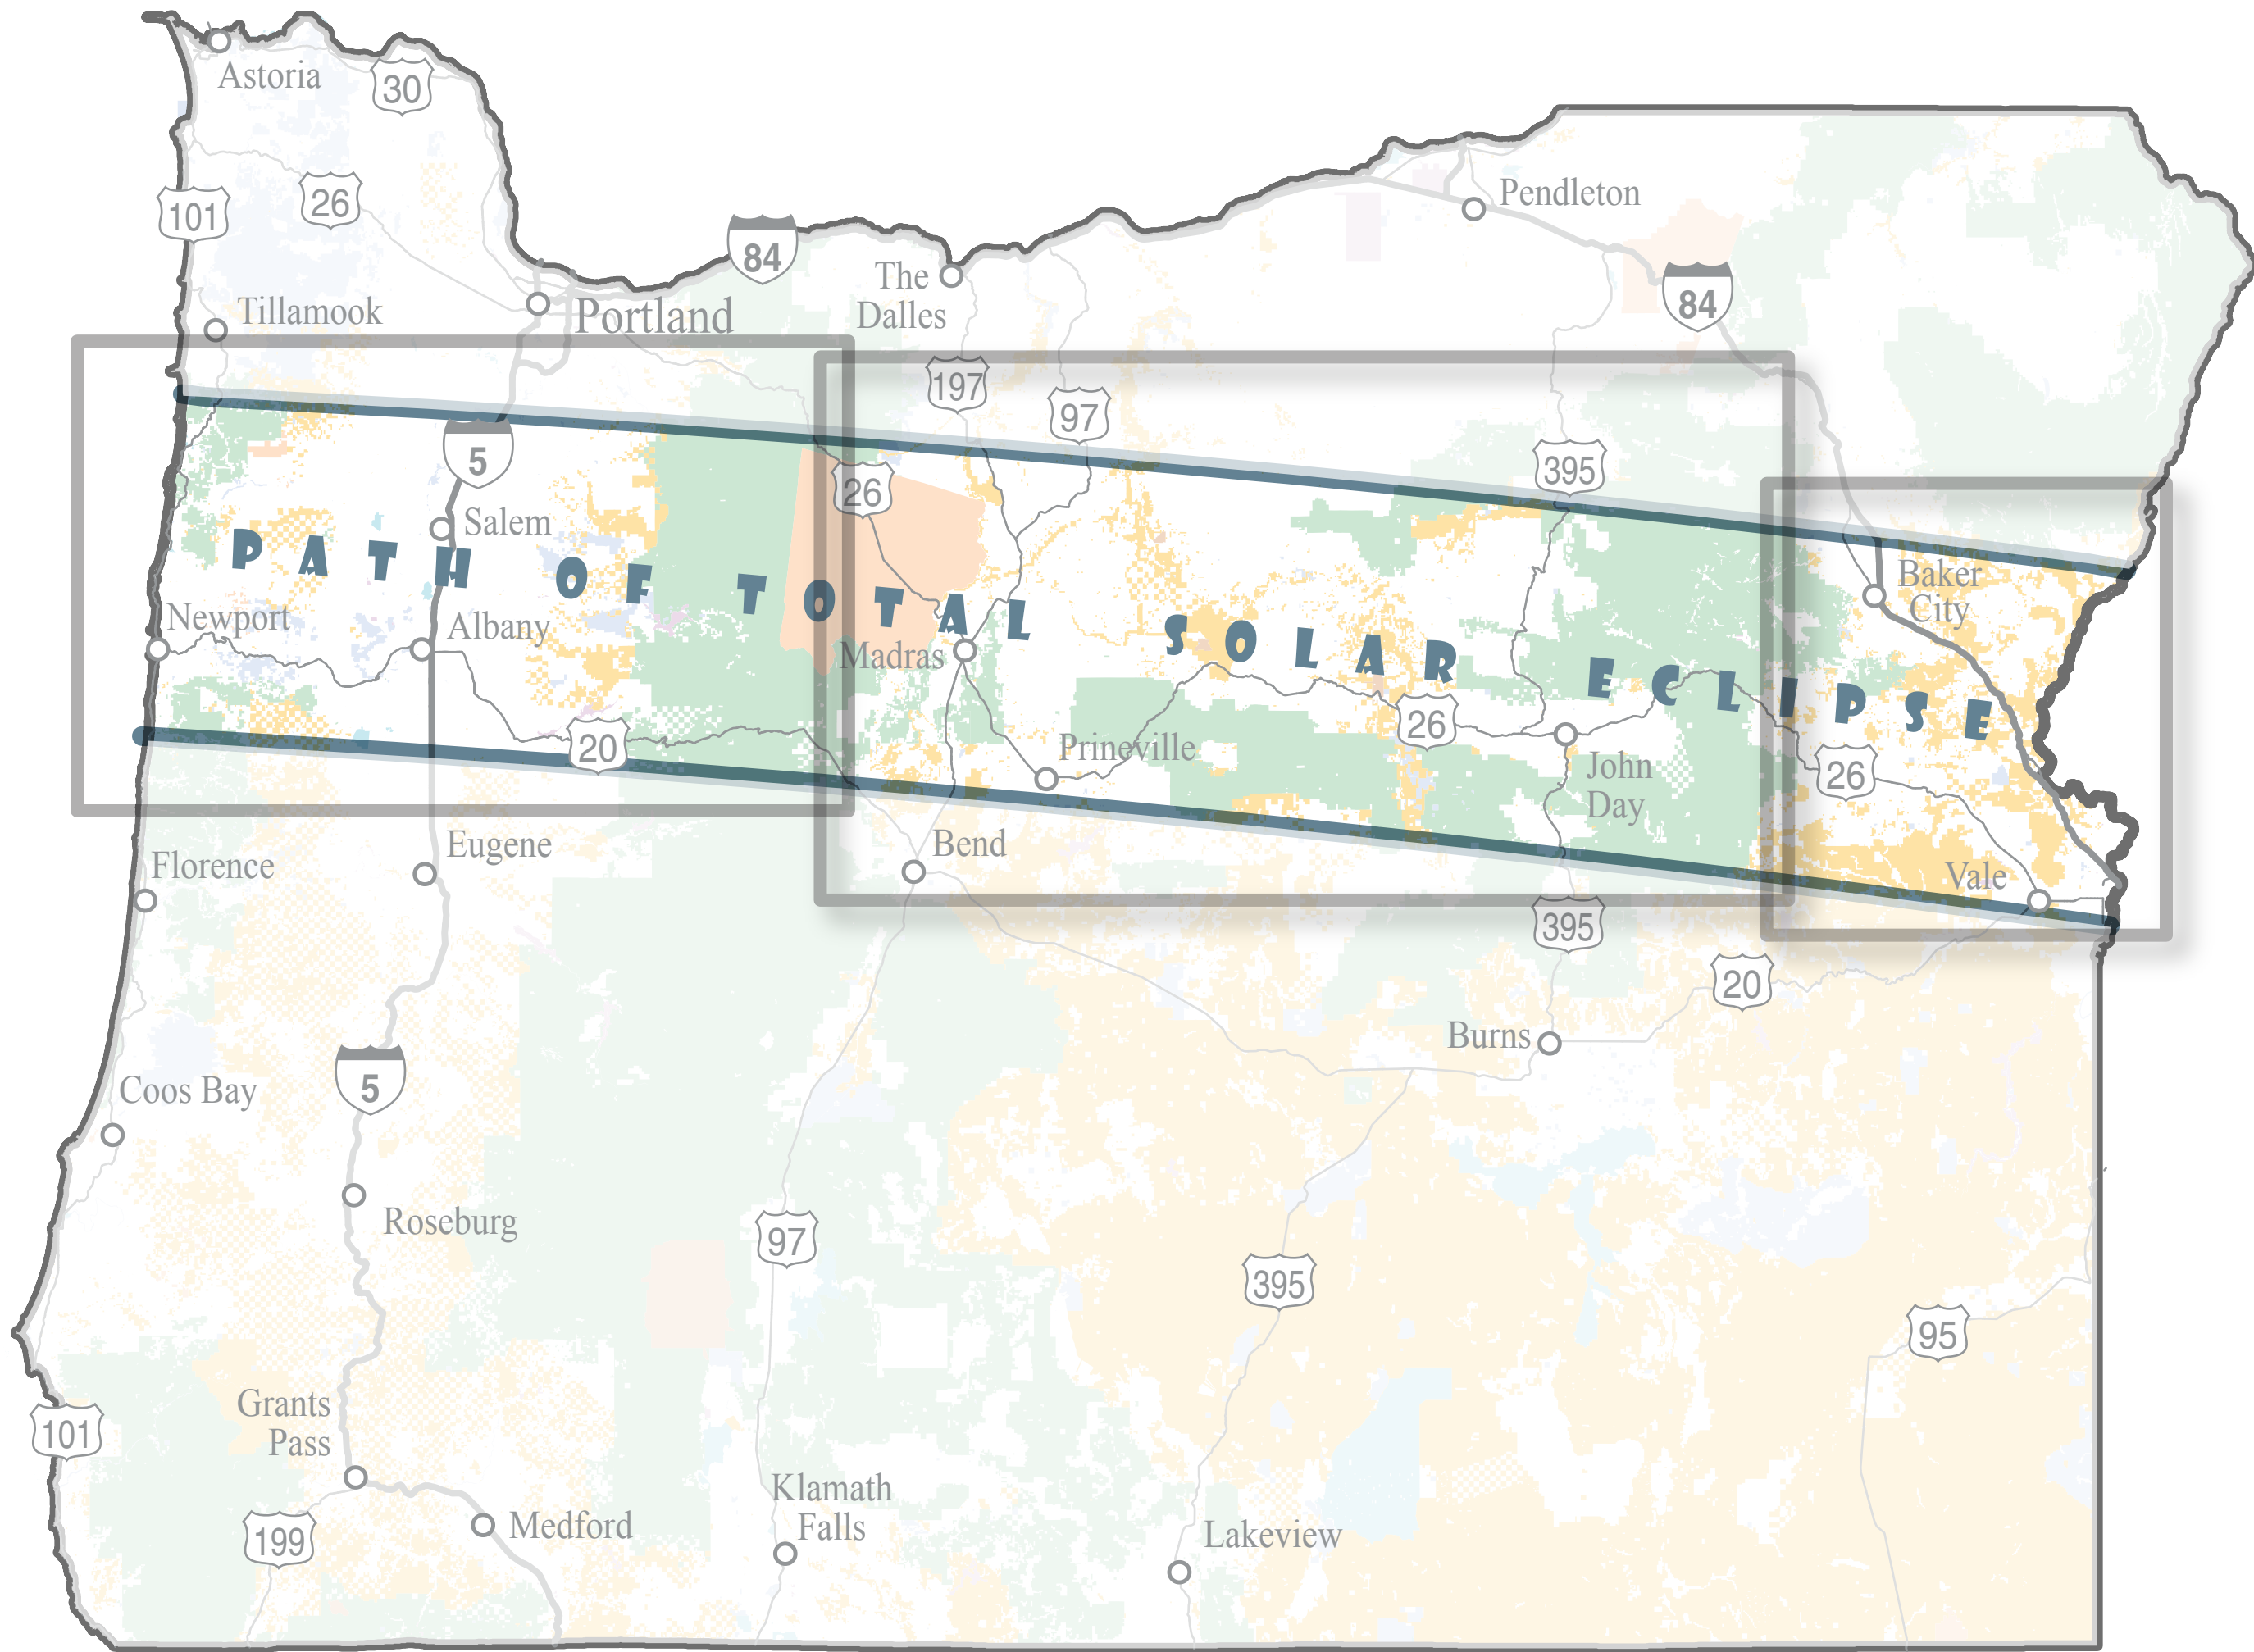 Astoria
30
26
101
Pendleton
84
The
Dalles
84
Tillamook
Portland
197
97
5
395
26
Salem
PATH OF TOTAL SOLAR ECLIPSE
Baker
City
Newport
Albany
Madras
26
20
Prineville
John
Day
26
Eugene
Bend
Florence
Vale
395
20
Burns
5
Coos Bay
Roseburg
97
395
95
Grants
Pass
101
Klamath
Falls
199
Medford
Lakeview